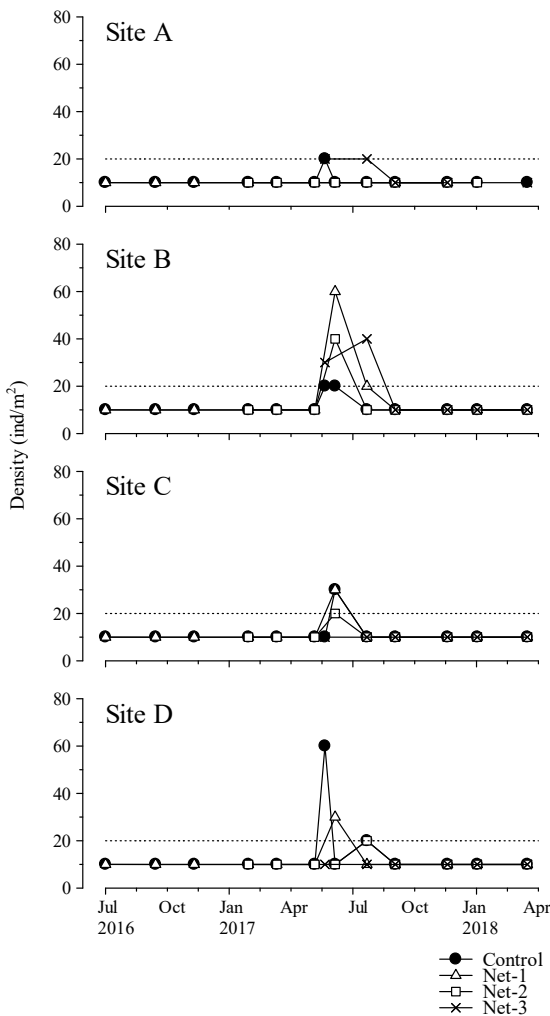 80
Site A
60
40
20
0
80
Site B
60
40
20
0
Density (ind/m²)
80
Site C
60
40
20
0
80
Site D
60
40
20
0
Jul Oct Jan Apr Jul Oct Jan Apr
2016 2017 2018
Control
Net-1
Net-2
Net-3